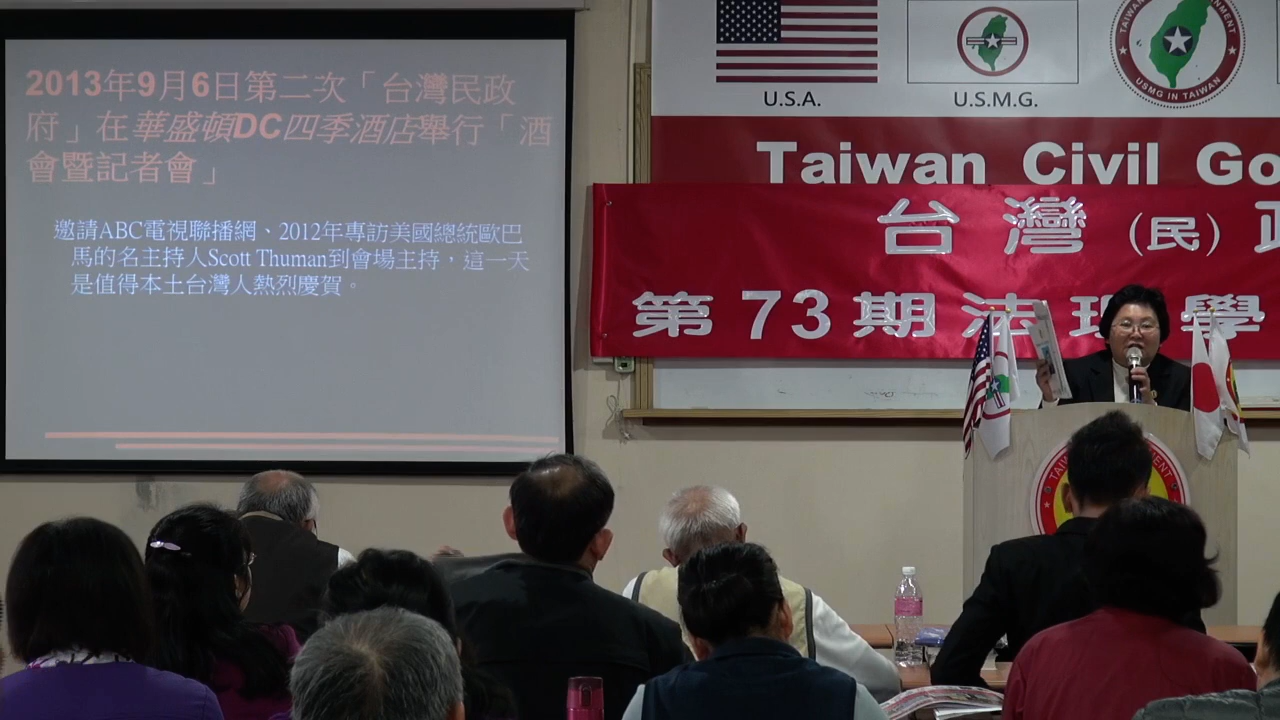 2013年9月6日第二次「台灣民政
府」在華盛頓DC四季酒店舉行「酒
會暨記者會」
邀請ABC電視聯播網、2012年專訪美國總統歐巴
馬的名主持人Scott Thuman到會場主持，這一天
是值得本土台灣人熱烈慶賀。
U.S.A.
U.S.M.G.
USMG IN TAIWAN
Taiwan Civil Go
台灣(民)政
第73期法理學